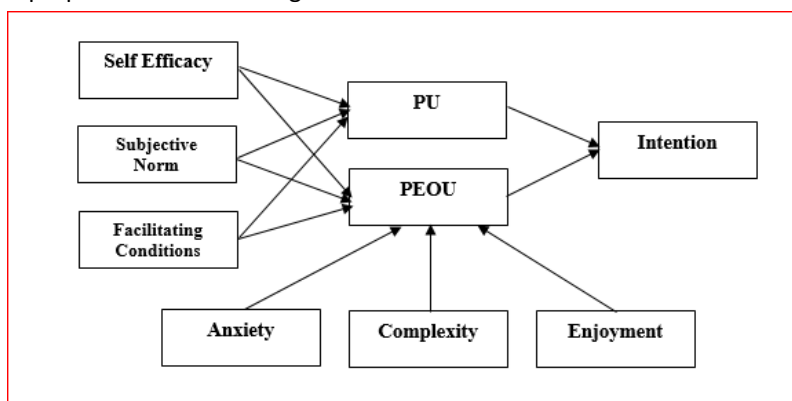 Self Efficacy
PU
Intention
Subjective
Norm
PEOU
Facilitating
Conditions
Anxiety
Complexity
Enjoyment